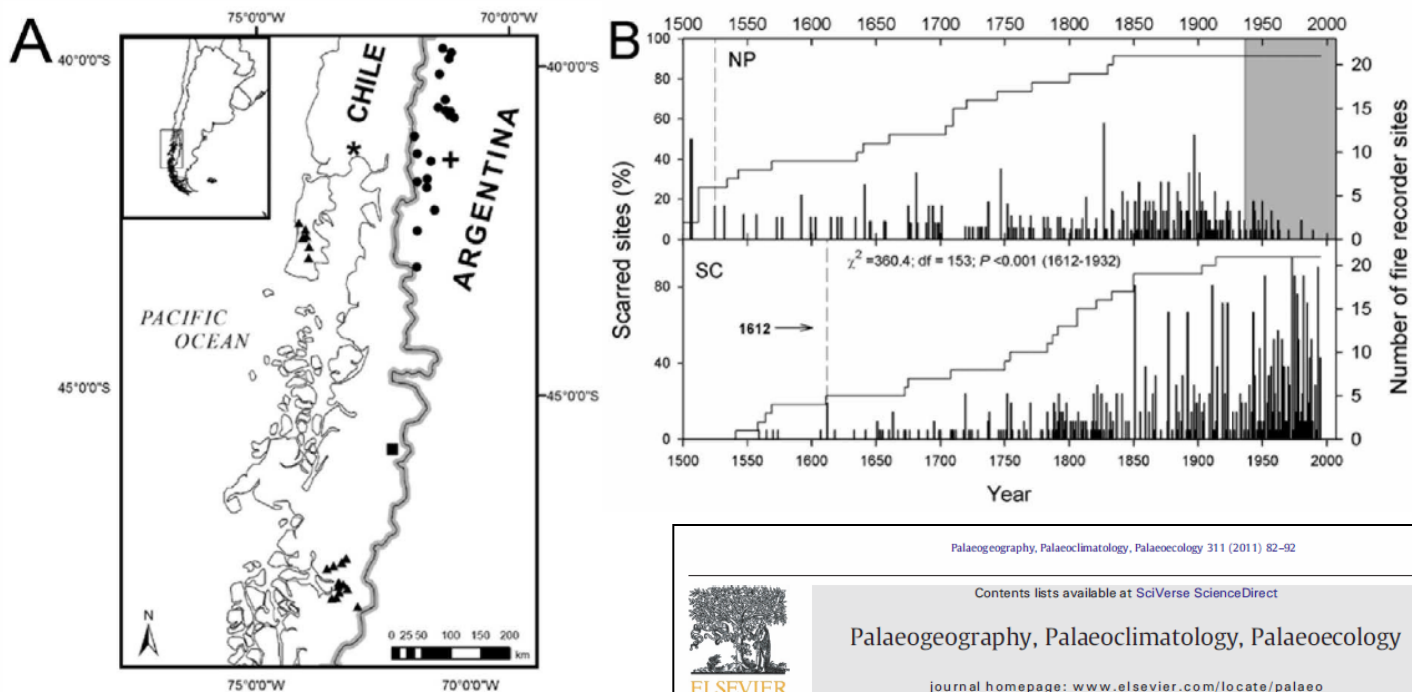 A
75°0'0"W 70°0'0"W
40°0'0"S 40°0'0"S
CHILE
ARGENTINA
*
+
PACIFIC
OCEAN
45°0'0"S 45°0'0"S
N
0 25 50 100 150 200
km
75°0'0"W 70°0'0"W
B
1500 1550 1600 1650 1700 1750 1800 1850 1900 1950 2000
100
80
60
40
20
0
NP
20
15
10
5
0
χ² =360.4; df = 153; P <0.001 (1612-1932)
SC
1612
80
40
0
20
15
10
5
0
Scarred sites (%)
Number of fire recorder sites
1500 1550 1600 1650 1700 1750 1800 1850 1900 1950 2000
Year
Palaeogeography, Palaeoclimatology, Palaeoecology 311 (2011) 82–92
Contents lists available at SciVerse ScienceDirect
Palaeogeography, Palaeoclimatology, Palaeoecology
ELSEVIER
journal homepage: www.elsevier.com/locate/palaeo